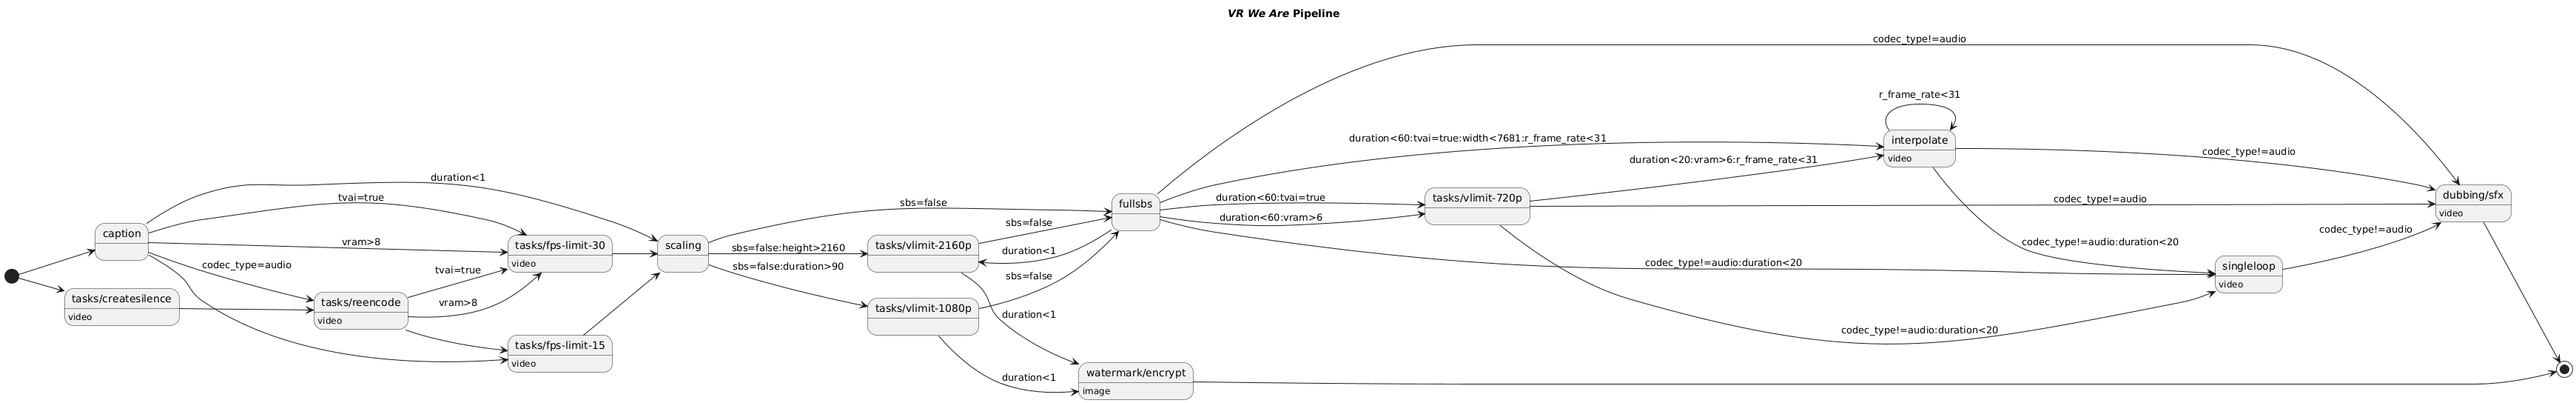 VR We Are Pipeline
codec_type!=audio
r_frame_rate<31
duration<60:tvai=true:width<7681:r_frame_rate<31
interpolate
video
codec_type!=audio
duration<20:vram>6:r_frame_rate<31
duration<1
tvai=true
sbs=false
fullsbs
duration<60:tvai=true
duration<60:vram>6
tasks/vlimit-720p
codec_type!=audio
dubbing/sfx
video
caption
vram>8
codec_type=audio
tasks/fps-limit-30
video
scaling
sbs=false:height>2160
sbs=false:duration>90
tasks/vlimit-2160p
sbs=false
duration<1
sbs=false
codec_type!=audio:duration<20
codec_type!=audio:duration<20
codec_type!=audio
singleloop
video
tasks/createsilence
video
tasks/reencode
video
tvai=true
vram>8
tasks/vlimit-1080p
duration<1
codec_type!=audio:duration<20
tasks/fps-limit-15
video
duration<1
watermark/encrypt
image